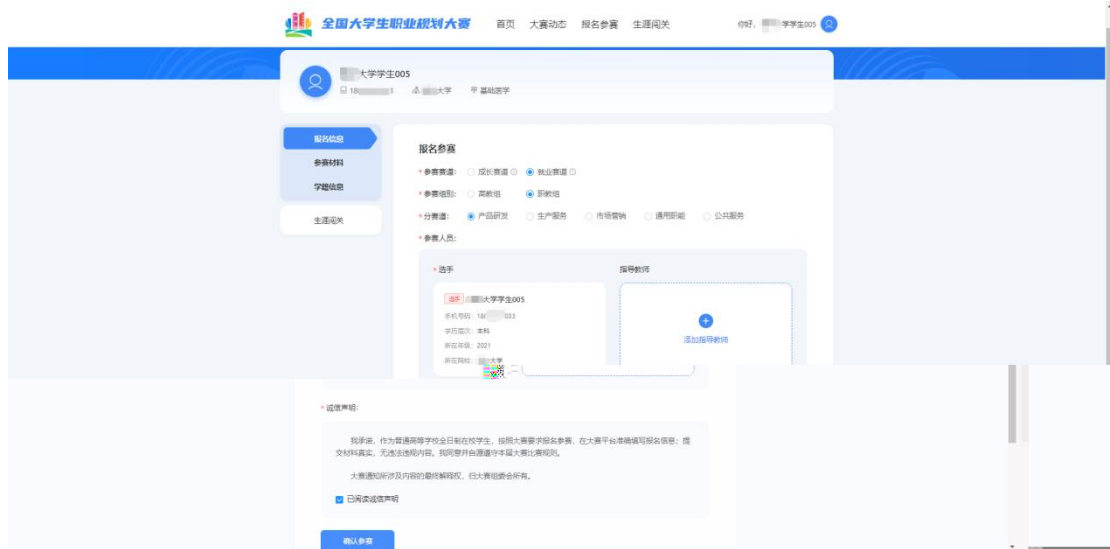 全国大学生职业规划大赛 首页 大赛动态 报名参赛 生涯闯关 你好, 学学生005
大学学生005
18 3 大学 基础医学
报名信息
参赛材料
学籍信息
生涯闯关
报名参赛
* 参赛赛道: 成长赛道 就业赛道
* 参赛组别: 高教组 职教组
* 分赛道: 产品研发 生产服务 市场营销 通用职能 公共服务
* 参赛人员:
* 选手 指导教师
选手 大学学生005
手机号码: 18 033
学历层次: 本科
所在年级: 2021
所在院校: 大学
添加指导教师
* 诚信声明:
我承诺,作为普通高等学校全日制在校学生,按照大赛要求报名参赛,在大赛平台准确填写报名信息;提
交材料真实,无违法违规内容。我同意并自愿遵守本届大赛比赛规则。
大赛通知所涉及内容的最终解释权,归大赛组委会所有。
已阅读诚信声明
确认参赛